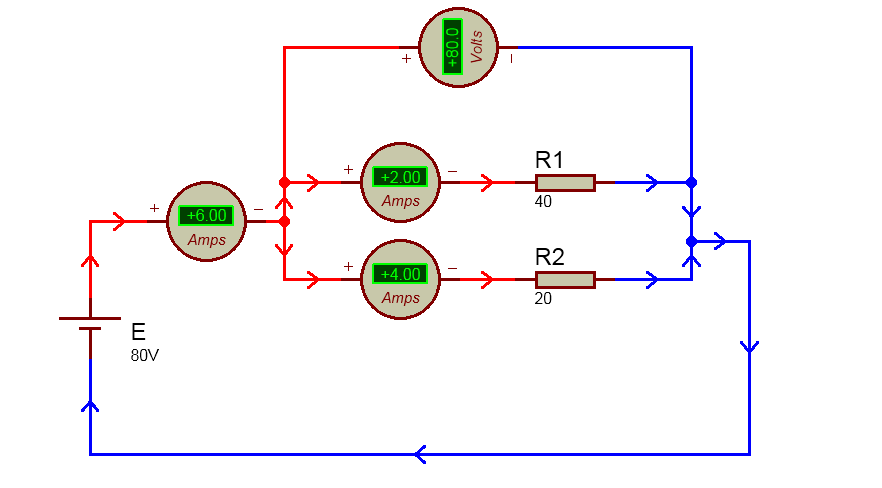 +80.0
Volts
+ -
R1
+ -
+2.00
Amps
40
+ -
+6.00
Amps
R2
+ -
+4.00
Amps
20
E
80V